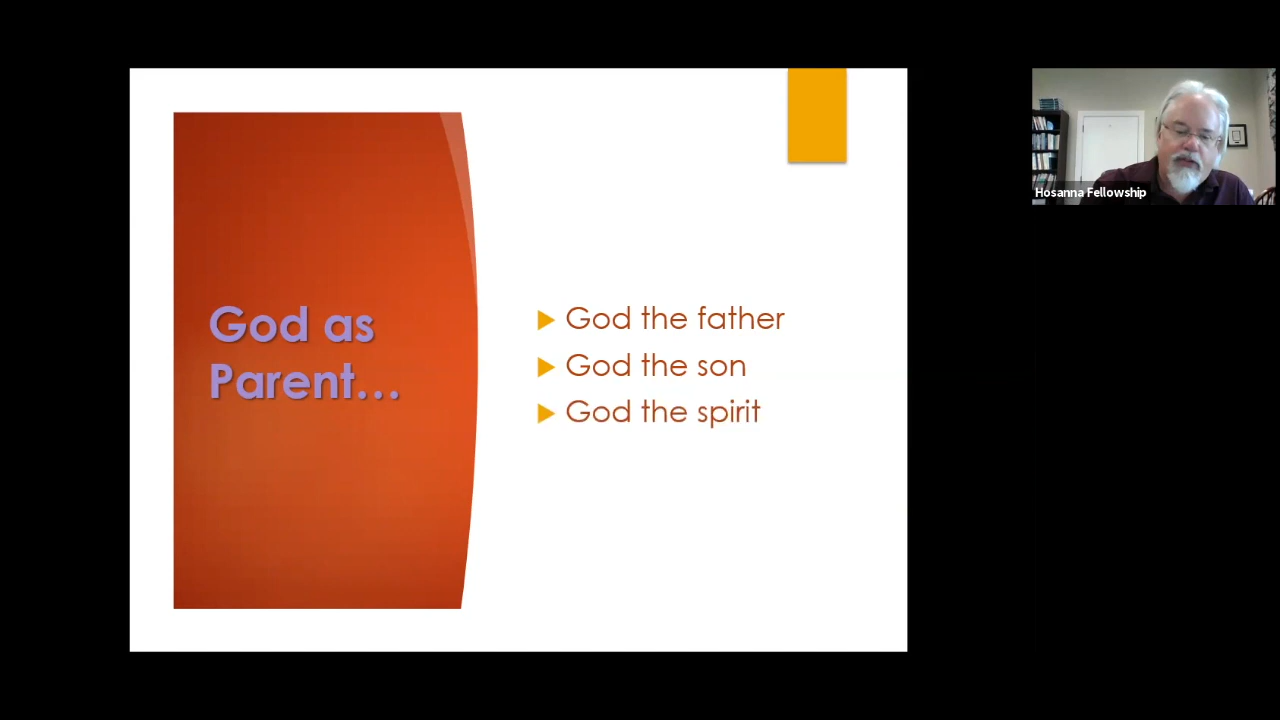 God as
Parent...
God the father
God the son
God the spirit
Hosanna Fellowship